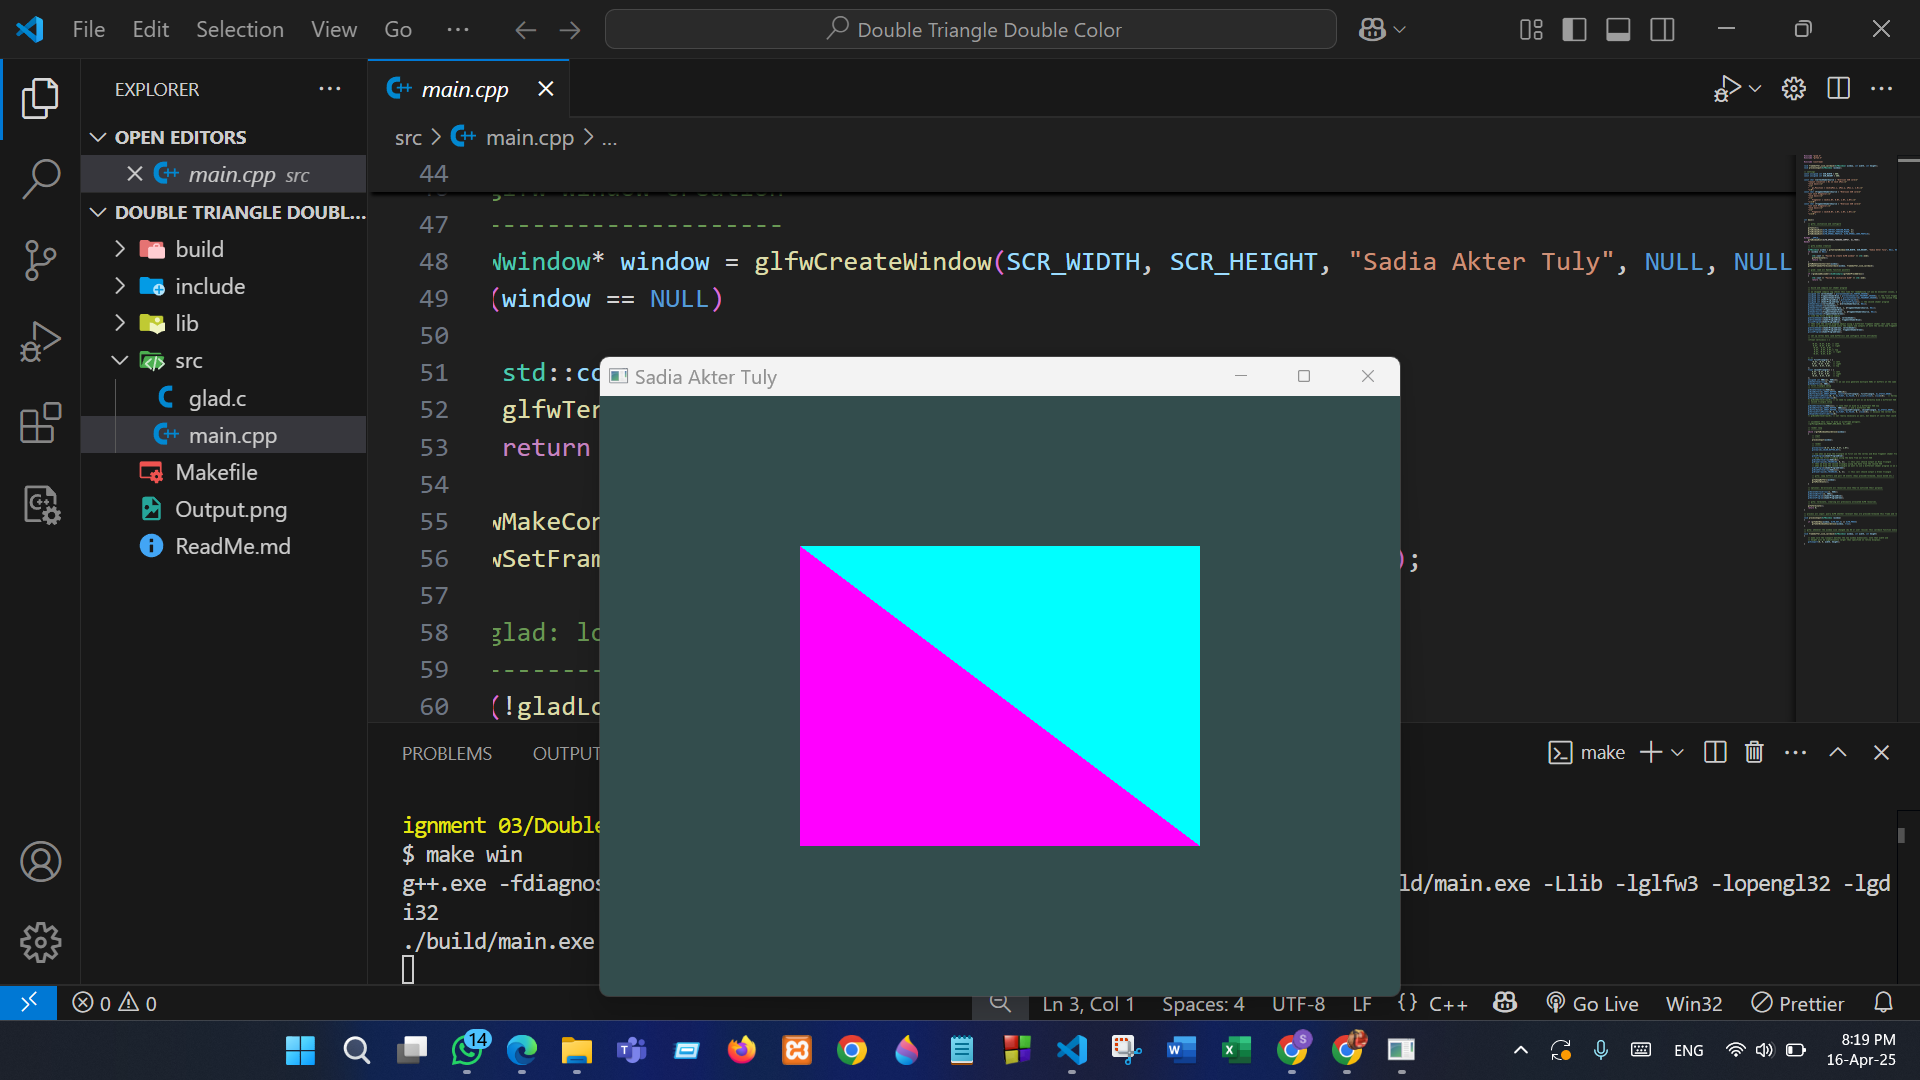 File Edit Selection View Go ...
Double Triangle Double Color
EXPLORER
OPEN EDITORS
main.cpp src
DOUBLE TRIANGLE DOUBL...
build
include
lib
src
glad.c
main.cpp
Makefile
Output.png
ReadMe.md
main.cpp
src > main.cpp > ...
44
47 --------------------
48 window* window = glfwCreateWindow(SCR_WIDTH, SCR_HEIGHT, "Sadia Akter Tuly", NULL, NULL
49 (window == NULL)
50
51 std::co
52 glfwTer
53 return
54
55 wMakeCon
56 wSetFram );
57
58 glad: lo
59 -------
60 (!gladLo
Sadia Akter Tuly
PROBLEMS OUTPUT
make
ignment 03/Double
$ make win
g++.exe -fdiagnos ld/main.exe -Llib -lglfw3 -lopengl32 -lgd
i32
./build/main.exe
0 0
Ln 3, Col 1 Spaces: 4 UTF-8 LF {} C++ Go Live Win32 Prettier
14
S
ENG
8:19 PM
16-Apr-25